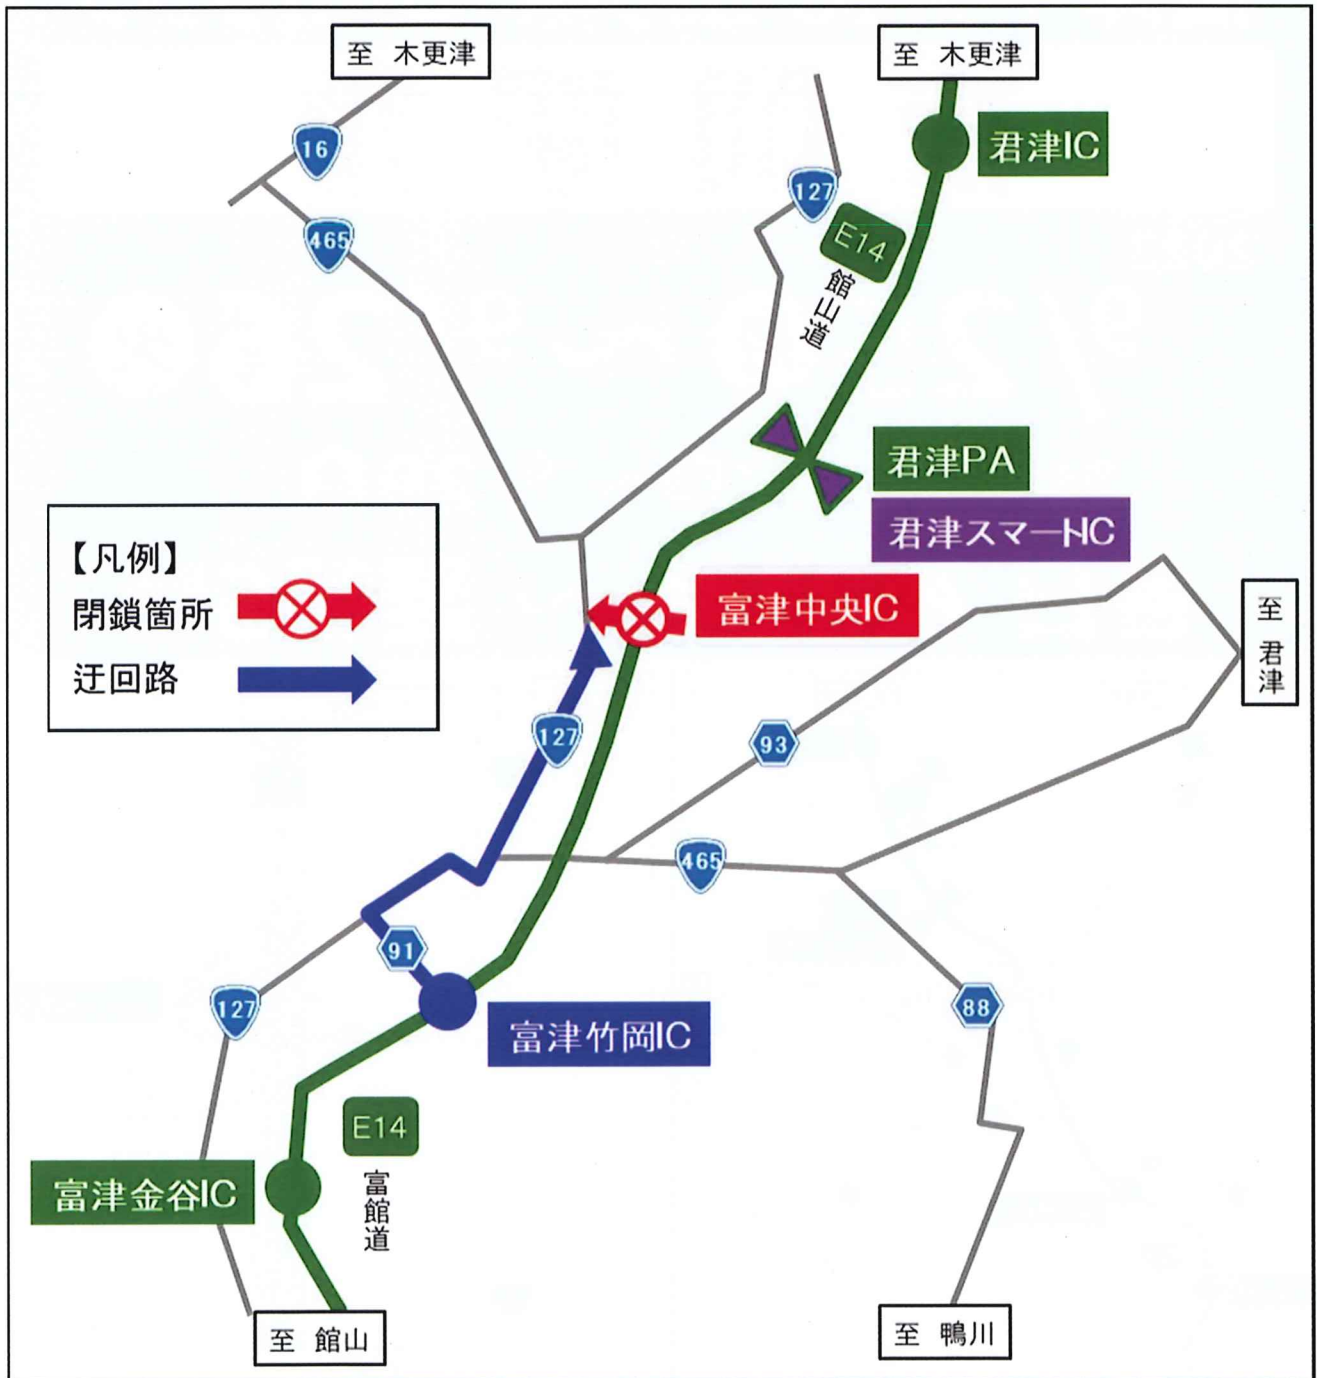 至 木更津
至 木更津
君津IC
16
127
465
E14
館山道
君津PA
君津スマートIC
【凡例】
閉鎖箇所
迂回路
富津中央IC
至 君津
127
93
465
91
127
富津竹岡IC
88
E14
富津金谷IC
富館道
至 館山
至 鴨川